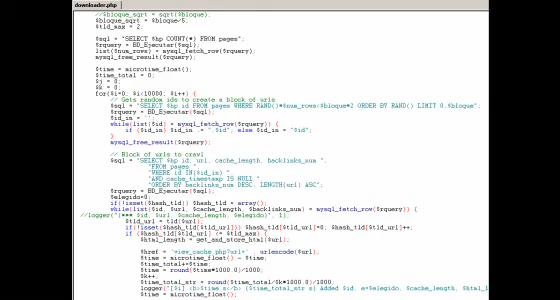 downloader.php
//$bloque_sqrt = sqrt($bloque);
$bloque_sqrt = $bloque/5;
$tld_max = 2;
$sql = "SELECT $hp COUNT(*) FROM pages";
$rquery = BD_Ejecutar($sql);
list($num_rows) = mysql_fetch_row($rquery);
mysql_free_result($rquery);
$time = microtime_float();
$time_total = 0;
$j = 0;
$k = 0;
for($i=0; $i<10000; $i++) {
// Gets random ids to create a block of urls
$sql = "SELECT $hp id FROM pages WHERE RAND()*$num_rows<$bloque*2 ORDER BY RAND() LIMIT 0,$bloque";
$rquery = BD_Ejecutar($sql);
$id_in = '';
while(list($id) = mysql_fetch_row($rquery)) {
if ($id_in) $id_in .= ",$id"; else $id_in = "$id";
}
mysql_free_result($rquery);
// Block of urls to crawl
$sql = "SELECT $hp id, url, cache_length, backlinks_num ".
"FROM pages ".
"WHERE id IN($id_in) ".
"AND cache_timestamp IS NULL ".
"ORDER BY backlinks_num DESC, LENGTH(url) ASC";
$rquery = BD_Ejecutar($sql);
$elegido=0;
if(!isset($hash_tld)) $hash_tld = array();
while(list($id, $url, $cache_length, $backlinks_num) = mysql_fetch_row($rquery)) {
//logger("[*** $id, $url, $cache_length, $elegido)", 1);
$tld_url = tld($url);
if(!isset($hash_tld[$tld_url])) $hash_tld[$tld_url]=0; $hash_tld[$tld_url]++;
if ($hash_tld[$tld_url] <= $tld_max) {
$html_length = get_and_store_html($url);
$href = 'view_cache.php?url=' . urlencode($url);
$time = microtime_float() - $time;
$time_total+=$time;
$time = round($time*1000.0)/1000;
$k++;
$time_total_str = round($time_total/$k*1000.0)/1000;
$time = microtime_float();